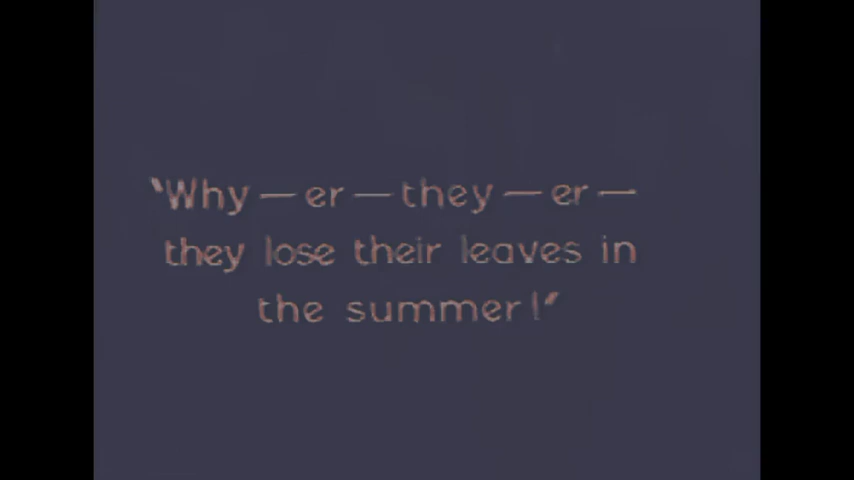 "Why — er — they — er —
they lose their leaves in
the summer!"